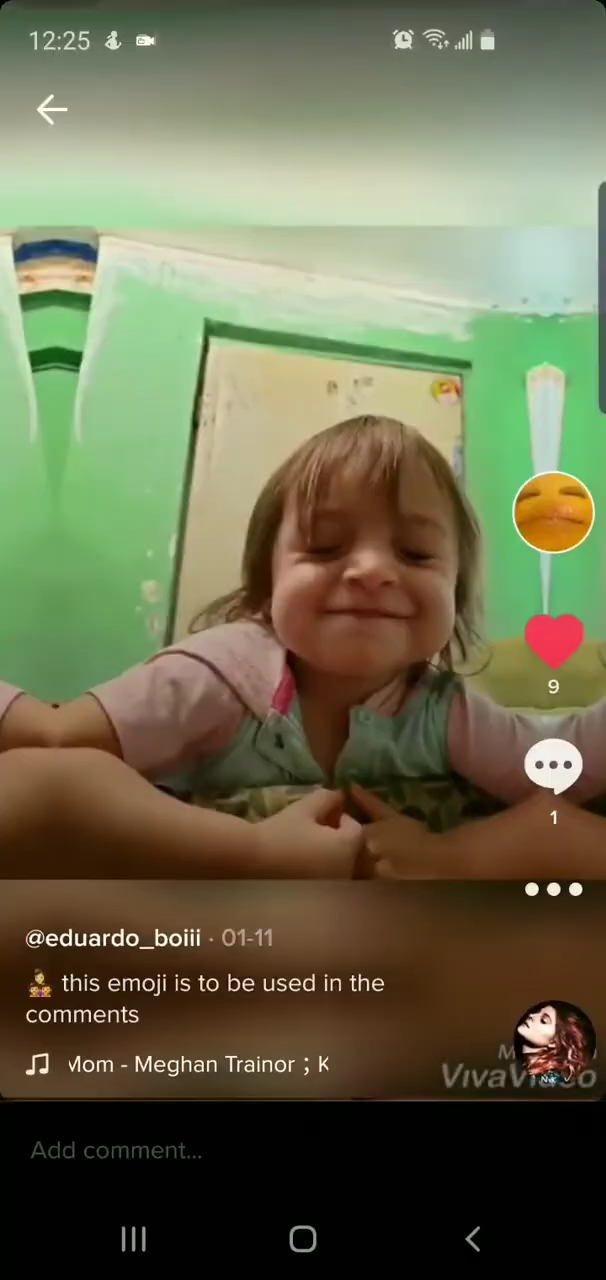 12:25
9
1
@eduardo_boiii · 01-11
this emoji is to be used in the
comments
Mom - Meghan Trainor ; K
VivaVideo
Add comment...